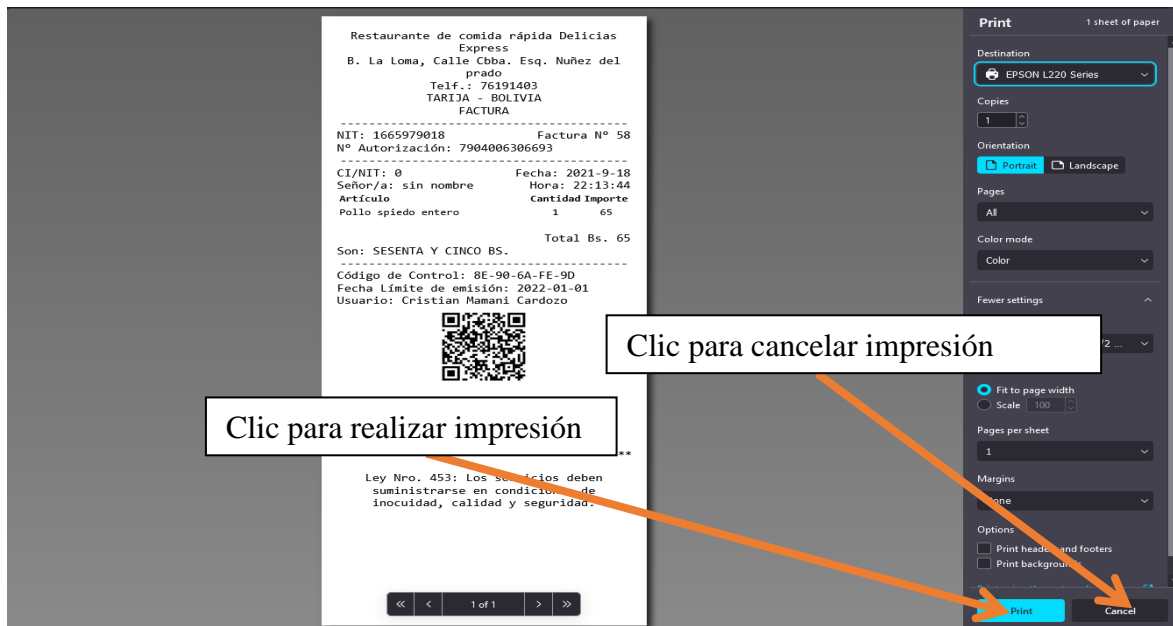 Restaurante de comida rápida Delicias
Express
B. La Loma, Calle Cbba. Esq. Nuñez del
prado
Telf.: 76191403
TARIJA - BOLIVIA
FACTURA
NIT: 1665979018 Factura Nº 58
Nº Autorización: 7904006306693
CI/NIT: 0 Fecha: 2021-9-18
Señor/a: sin nombre Hora: 22:13:44
Artículo Cantidad Importe
Pollo spiedo entero 1 65
Total Bs. 65
Son: SESENTA Y CINCO BS.
Código de Control: 8E-90-6A-FE-9D
Fecha Límite de emisión: 2022-01-01
Usuario: Cristian Mamani Cardozo
Clic para cancelar impresión
Clic para realizar impresión
**
Ley Nro. 453: Los servicios deben
suministrarse en condiciones de
inocuidad, calidad y seguridad.
1 of 1
Print 1 sheet of paper
Destination
EPSON L220 Series
Copies
1
Orientation
Portrait Landscape
Pages
All
Color mode
Color
Fewer settings
/2 ...
Fit to page width
Scale 100
Pages per sheet
1
Margins
None
Options
Print headers and footers
Print backgrounds
Print Cancel